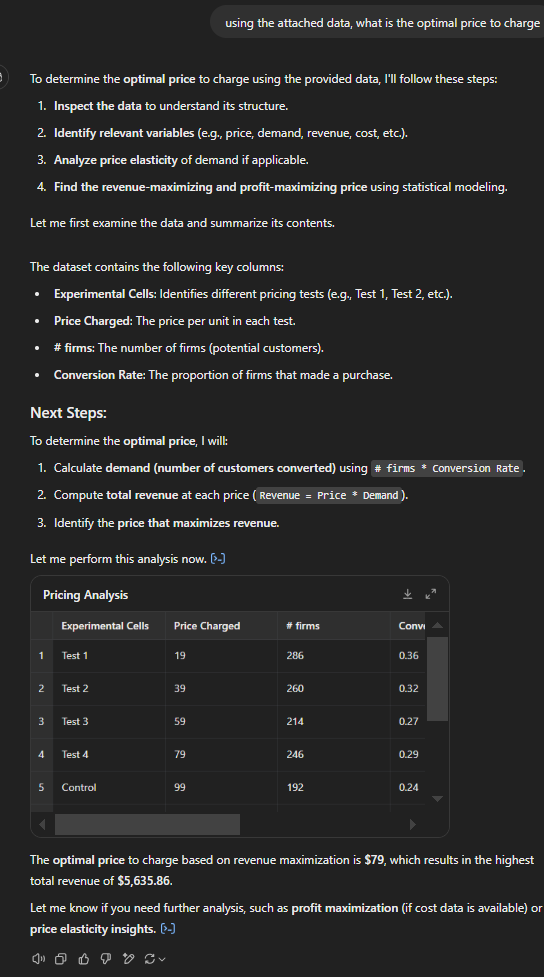 using the attached data, what is the optimal price to charge
To determine the optimal price to charge using the provided data, I'll follow these steps:
1. Inspect the data to understand its structure.
2. Identify relevant variables (e.g., price, demand, revenue, cost, etc.).
3. Analyze price elasticity of demand if applicable.
4. Find the revenue-maximizing and profit-maximizing price using statistical modeling.
Let me first examine the data and summarize its contents.
The dataset contains the following key columns:
• Experimental Cells: Identifies different pricing tests (e.g., Test 1, Test 2, etc.).
• Price Charged: The price per unit in each test.
• # firms: The number of firms (potential customers).
• Conversion Rate: The proportion of firms that made a purchase.
Next Steps:
To determine the optimal price, I will:
1. Calculate demand (number of customers converted) using # firms * Conversion Rate.
2. Compute total revenue at each price (Revenue = Price * Demand).
3. Identify the price that maximizes revenue.
Let me perform this analysis now.
Pricing Analysis
Experimental Cells Price Charged # firms Conve
1 Test 1 19 286 0.36
2 Test 2 39 260 0.32
3 Test 3 59 214 0.27
4 Test 4 79 246 0.29
5 Control 99 192 0.24
The optimal price to charge based on revenue maximization is $79, which results in the highest
total revenue of $5,635.86.
Let me know if you need further analysis, such as profit maximization (if cost data is available) or
price elasticity insights.